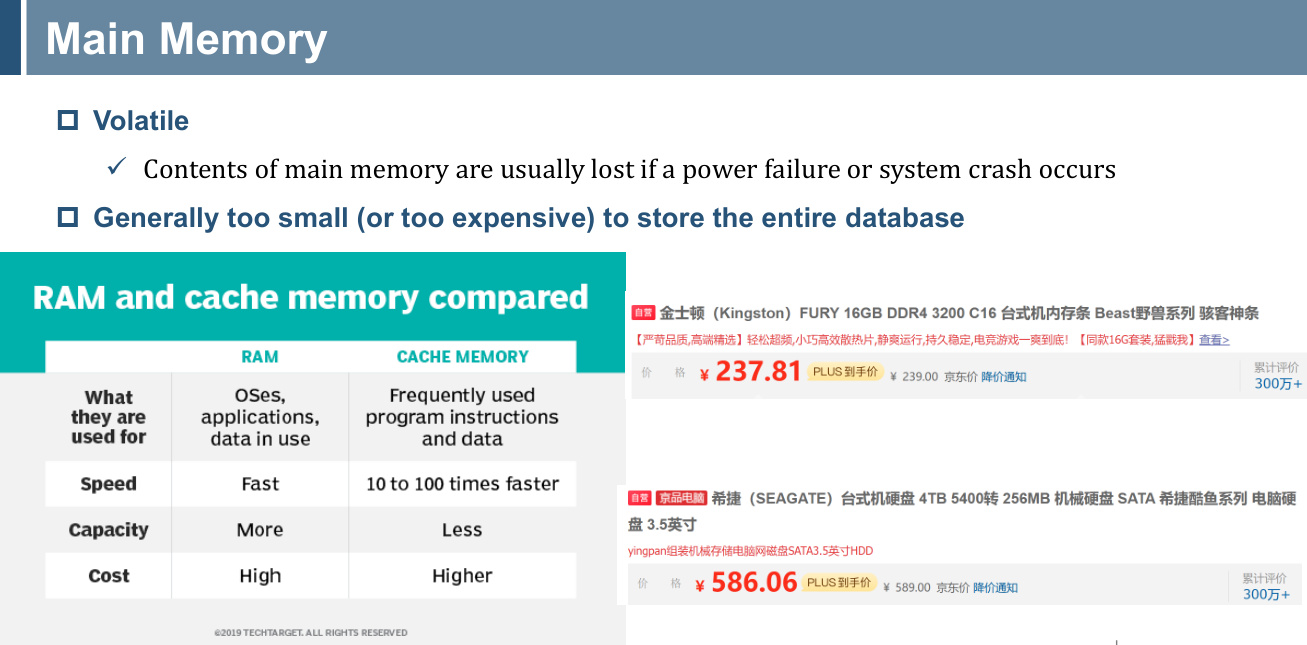 Main Memory
Volatile
Contents of main memory are usually lost if a power failure or system crash occurs
Generally too small (or too expensive) to store the entire database
RAM and cache memory compared
RAM CACHE MEMORY
What they are used for
OSes, applications, data in use
Frequently used program instructions and data
Speed Fast 10 to 100 times faster
Capacity More Less
Cost High Higher
©2019 TECHTARGET. ALL RIGHTS RESERVED
自营 金士顿（Kingston）FURY 16GB DDR4 3200 C16 台式机内存条 Beast野兽系列 骇客神条
【严苛品质,高端精选】轻松超频,小巧高效散热片,静爽运行,持久稳定,电竞游戏一爽到底！【同款16G套装,猛戳我】查看>
价 格 ¥ 237.81 PLUS到手价 ¥ 239.00 京东价 降价通知
累计评价
300万+
自营 京品电脑 希捷（SEAGATE）台式机硬盘 4TB 5400转 256MB 机械硬盘 SATA 希捷酷鱼系列 电脑硬
盘 3.5英寸
yingpan组装机械存储电脑网磁盘SATA3.5英寸HDD
价 格 ¥ 586.06 PLUS到手价 ¥ 589.00 京东价 降价通知
累计评价
300万+